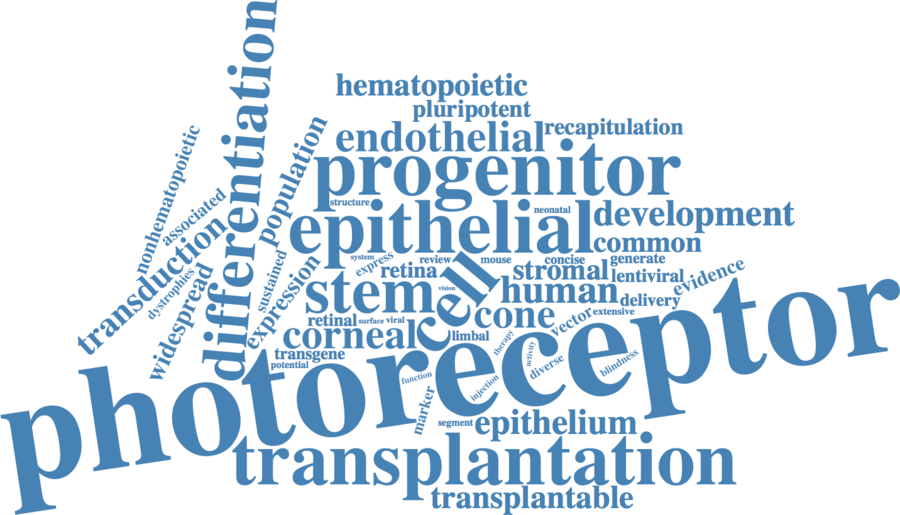 differentiation
hematopoietic
pluripotent
endothelial
recapitulation
population
nonhematopoietic
progenitor
associated
structure
neonatal
epithelial
development
transduction
common
system
express
review
mouse
concise
generate
dystrophies
widespread
sustained
expression
retina
stromal
lentiviral
evidence
stem
cell
vision
human
delivery
retinal
surface
viral
cone
vector
extensive
corneal
limbal
therapy
transgene
potential
activity
diverse
blindness
function
injection
photoreceptor
marker
segment
epithelium
transplantation
transplantable